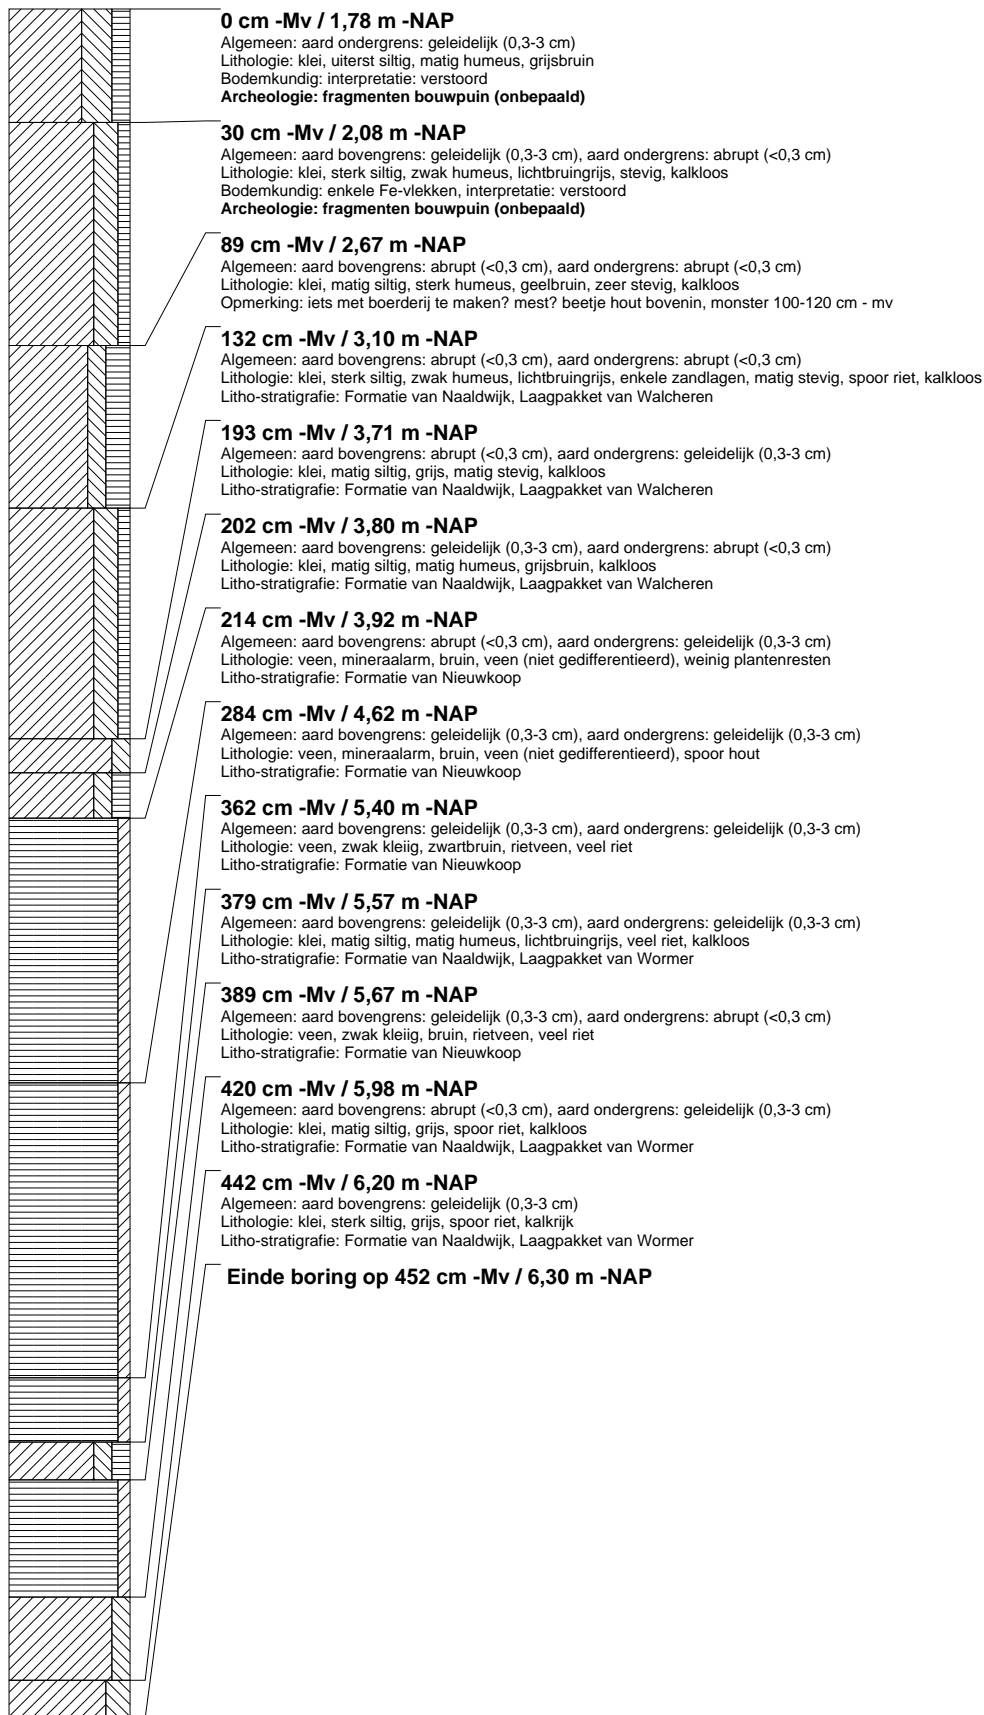 0 cm -Mv / 1,78 m -NAP
Algemeen: aard ondergrens: geleidelijk (0,3-3 cm)
Lithologie: klei, uiterst siltig, matig humeus, grijsbruin
Bodemkundig: interpretatie: verstoord
Archeologie: fragmenten bouwpuin (onbepaald)
30 cm -Mv / 2,08 m -NAP
Algemeen: aard bovengrens: geleidelijk (0,3-3 cm), aard ondergrens: abrupt (<0,3 cm)
Lithologie: klei, sterk siltig, zwak humeus, lichtbruingrijs, stevig, kalkloos
Bodemkundig: enkele Fe-vlekken, interpretatie: verstoord
Archeologie: fragmenten bouwpuin (onbepaald)
89 cm -Mv / 2,67 m -NAP
Algemeen: aard bovengrens: abrupt (<0,3 cm), aard ondergrens: abrupt (<0,3 cm)
Lithologie: klei, matig siltig, sterk humeus, geelbruin, zeer stevig, kalkloos
Opmerking: iets met boerderij te maken? mest? beetje hout bovenin, monster 100-120 cm - mv
132 cm -Mv / 3,10 m -NAP
Algemeen: aard bovengrens: abrupt (<0,3 cm), aard ondergrens: abrupt (<0,3 cm)
Lithologie: klei, sterk siltig, zwak humeus, lichtbruingrijs, enkele zandlagen, matig stevig, spoor riet, kalkloos
Litho-stratigrafie: Formatie van Naaldwijk, Laagpakket van Walcheren
193 cm -Mv / 3,71 m -NAP
Algemeen: aard bovengrens: abrupt (<0,3 cm), aard ondergrens: geleidelijk (0,3-3 cm)
Lithologie: klei, matig siltig, grijs, matig stevig, kalkloos
Litho-stratigrafie: Formatie van Naaldwijk, Laagpakket van Walcheren
202 cm -Mv / 3,80 m -NAP
Algemeen: aard bovengrens: geleidelijk (0,3-3 cm), aard ondergrens: abrupt (<0,3 cm)
Lithologie: klei, matig siltig, matig humeus, grijsbruin, kalkloos
Litho-stratigrafie: Formatie van Naaldwijk, Laagpakket van Walcheren
214 cm -Mv / 3,92 m -NAP
Algemeen: aard bovengrens: abrupt (<0,3 cm), aard ondergrens: geleidelijk (0,3-3 cm)
Lithologie: veen, mineraalarm, bruin, veen (niet gedifferentieerd), weinig plantenresten
Litho-stratigrafie: Formatie van Nieuwkoop
284 cm -Mv / 4,62 m -NAP
Algemeen: aard bovengrens: geleidelijk (0,3-3 cm), aard ondergrens: geleidelijk (0,3-3 cm)
Lithologie: veen, mineraalarm, bruin, veen (niet gedifferentieerd), spoor hout
Litho-stratigrafie: Formatie van Nieuwkoop
362 cm -Mv / 5,40 m -NAP
Algemeen: aard bovengrens: geleidelijk (0,3-3 cm), aard ondergrens: geleidelijk (0,3-3 cm)
Lithologie: veen, zwak kleiig, zwartbruin, rietveen, veel riet
Litho-stratigrafie: Formatie van Nieuwkoop
379 cm -Mv / 5,57 m -NAP
Algemeen: aard bovengrens: geleidelijk (0,3-3 cm), aard ondergrens: geleidelijk (0,3-3 cm)
Lithologie: klei, matig siltig, matig humeus, lichtbruingrijs, veel riet, kalkloos
Litho-stratigrafie: Formatie van Naaldwijk, Laagpakket van Wormer
389 cm -Mv / 5,67 m -NAP
Algemeen: aard bovengrens: geleidelijk (0,3-3 cm), aard ondergrens: abrupt (<0,3 cm)
Lithologie: veen, zwak kleiig, bruin, rietveen, veel riet
Litho-stratigrafie: Formatie van Nieuwkoop
420 cm -Mv / 5,98 m -NAP
Algemeen: aard bovengrens: abrupt (<0,3 cm), aard ondergrens: geleidelijk (0,3-3 cm)
Lithologie: klei, matig siltig, grijs, spoor riet, kalkloos
Litho-stratigrafie: Formatie van Naaldwijk, Laagpakket van Wormer
442 cm -Mv / 6,20 m -NAP
Algemeen: aard bovengrens: geleidelijk (0,3-3 cm)
Lithologie: klei, sterk siltig, grijs, spoor riet, kalkrijk
Litho-stratigrafie: Formatie van Naaldwijk, Laagpakket van Wormer
Einde boring op 452 cm -Mv / 6,30 m -NAP